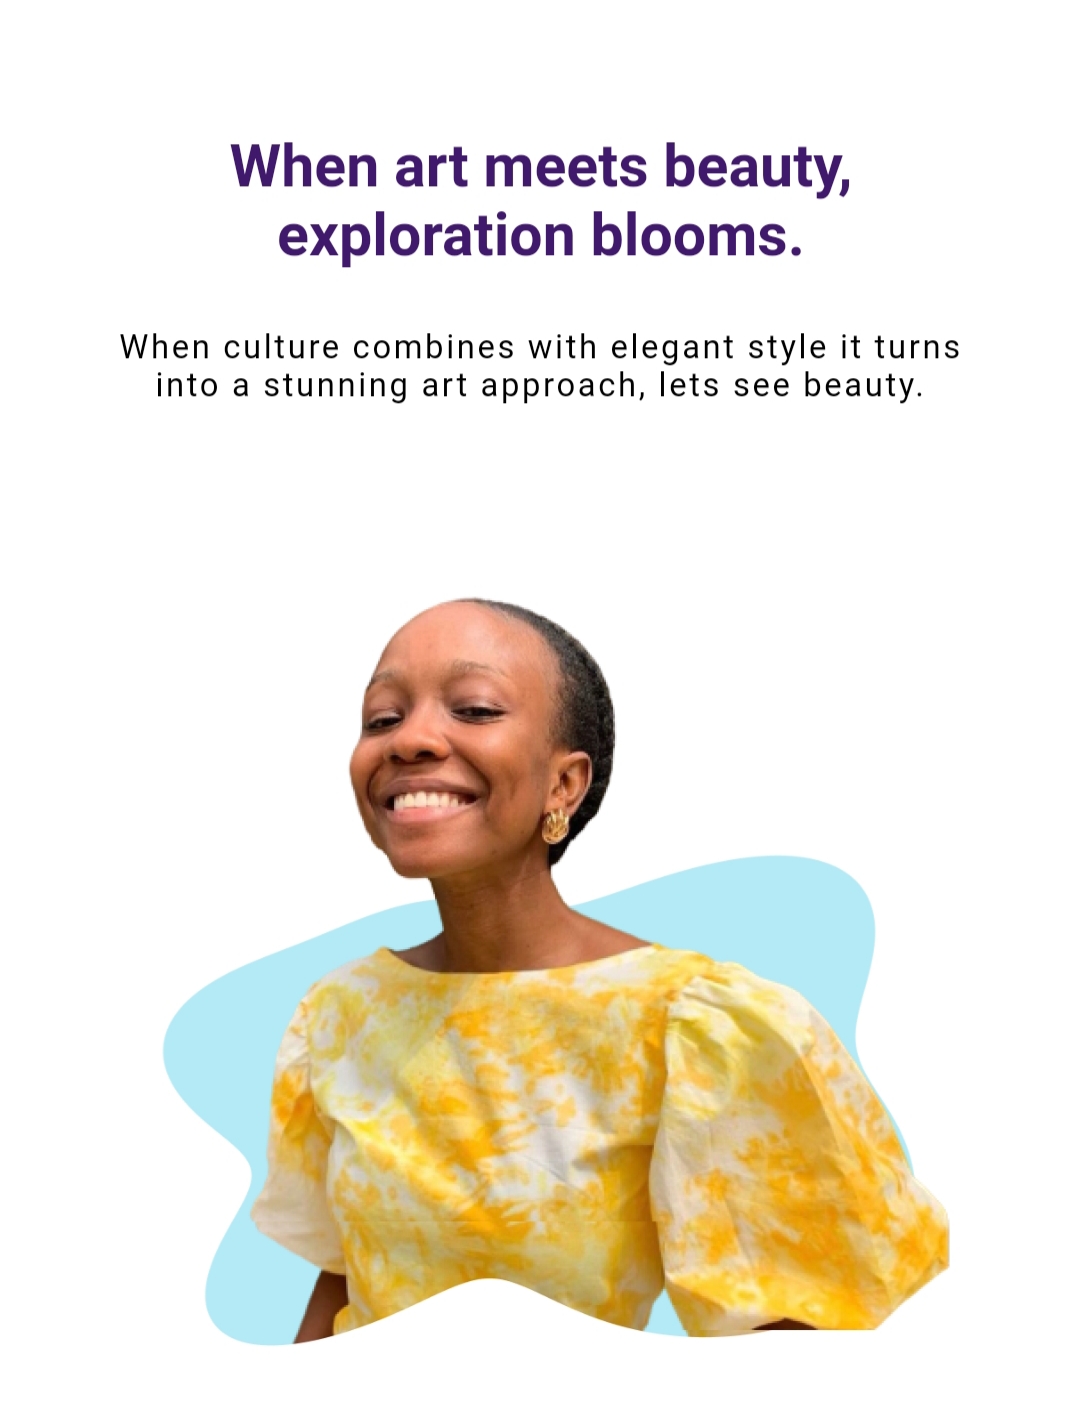 When art meets beauty,
exploration blooms.
When culture combines with elegant style it turns
into a stunning art approach, lets see beauty.